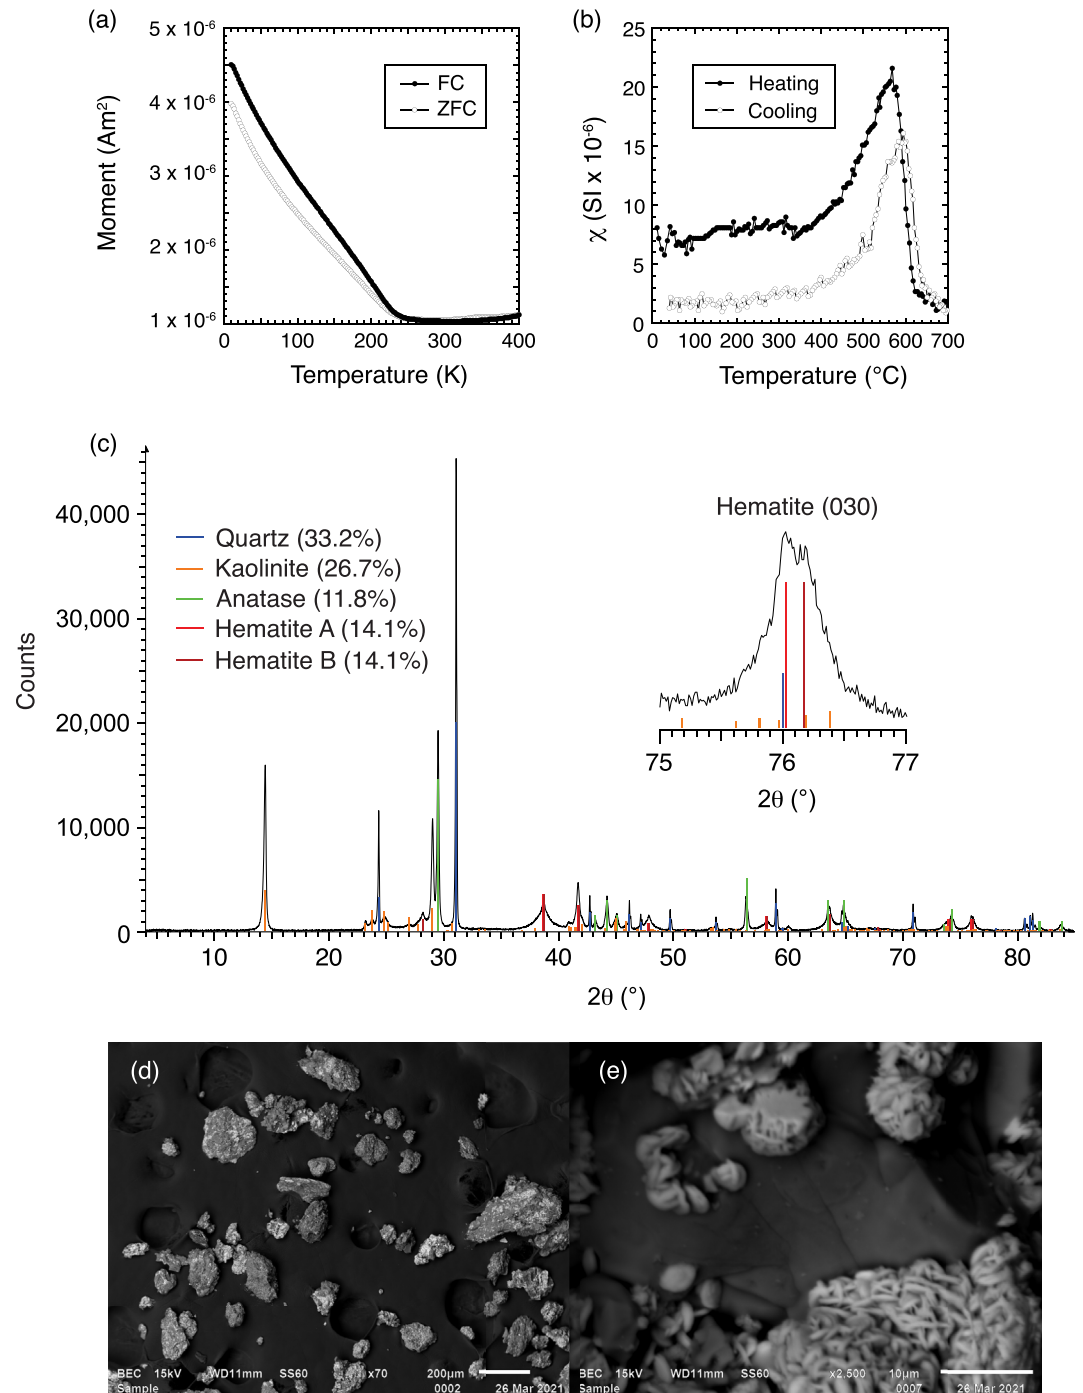 (a)
5 x 10-6
4 x 10-6
3 x 10-6
2 x 10-6
1 x 10-6
Moment (Am2)
FC
ZFC
0 100 200 300 400
Temperature (K)
(b)
25
20
15
10
5
0
χ (SI x 10-6)
Heating
Cooling
0 100 200 300 400 500 600 700
Temperature (°C)
(c)
40,000
30,000
20,000
10,000
0
Counts
Quartz (33.2%)
Kaolinite (26.7%)
Anatase (11.8%)
Hematite A (14.1%)
Hematite B (14.1%)
Hematite (030)
75 76 77
2θ (°)
10 20 30 40 50 60 70 80
2θ (°)
(d)
BEC 15kV WD11mm SS60 x70 200µm
Sample 0002 26 Mar 2021
(e)
BEC 15kV WD11mm SS60 x2,500 10µm
Sample 0007 26 Mar 2021